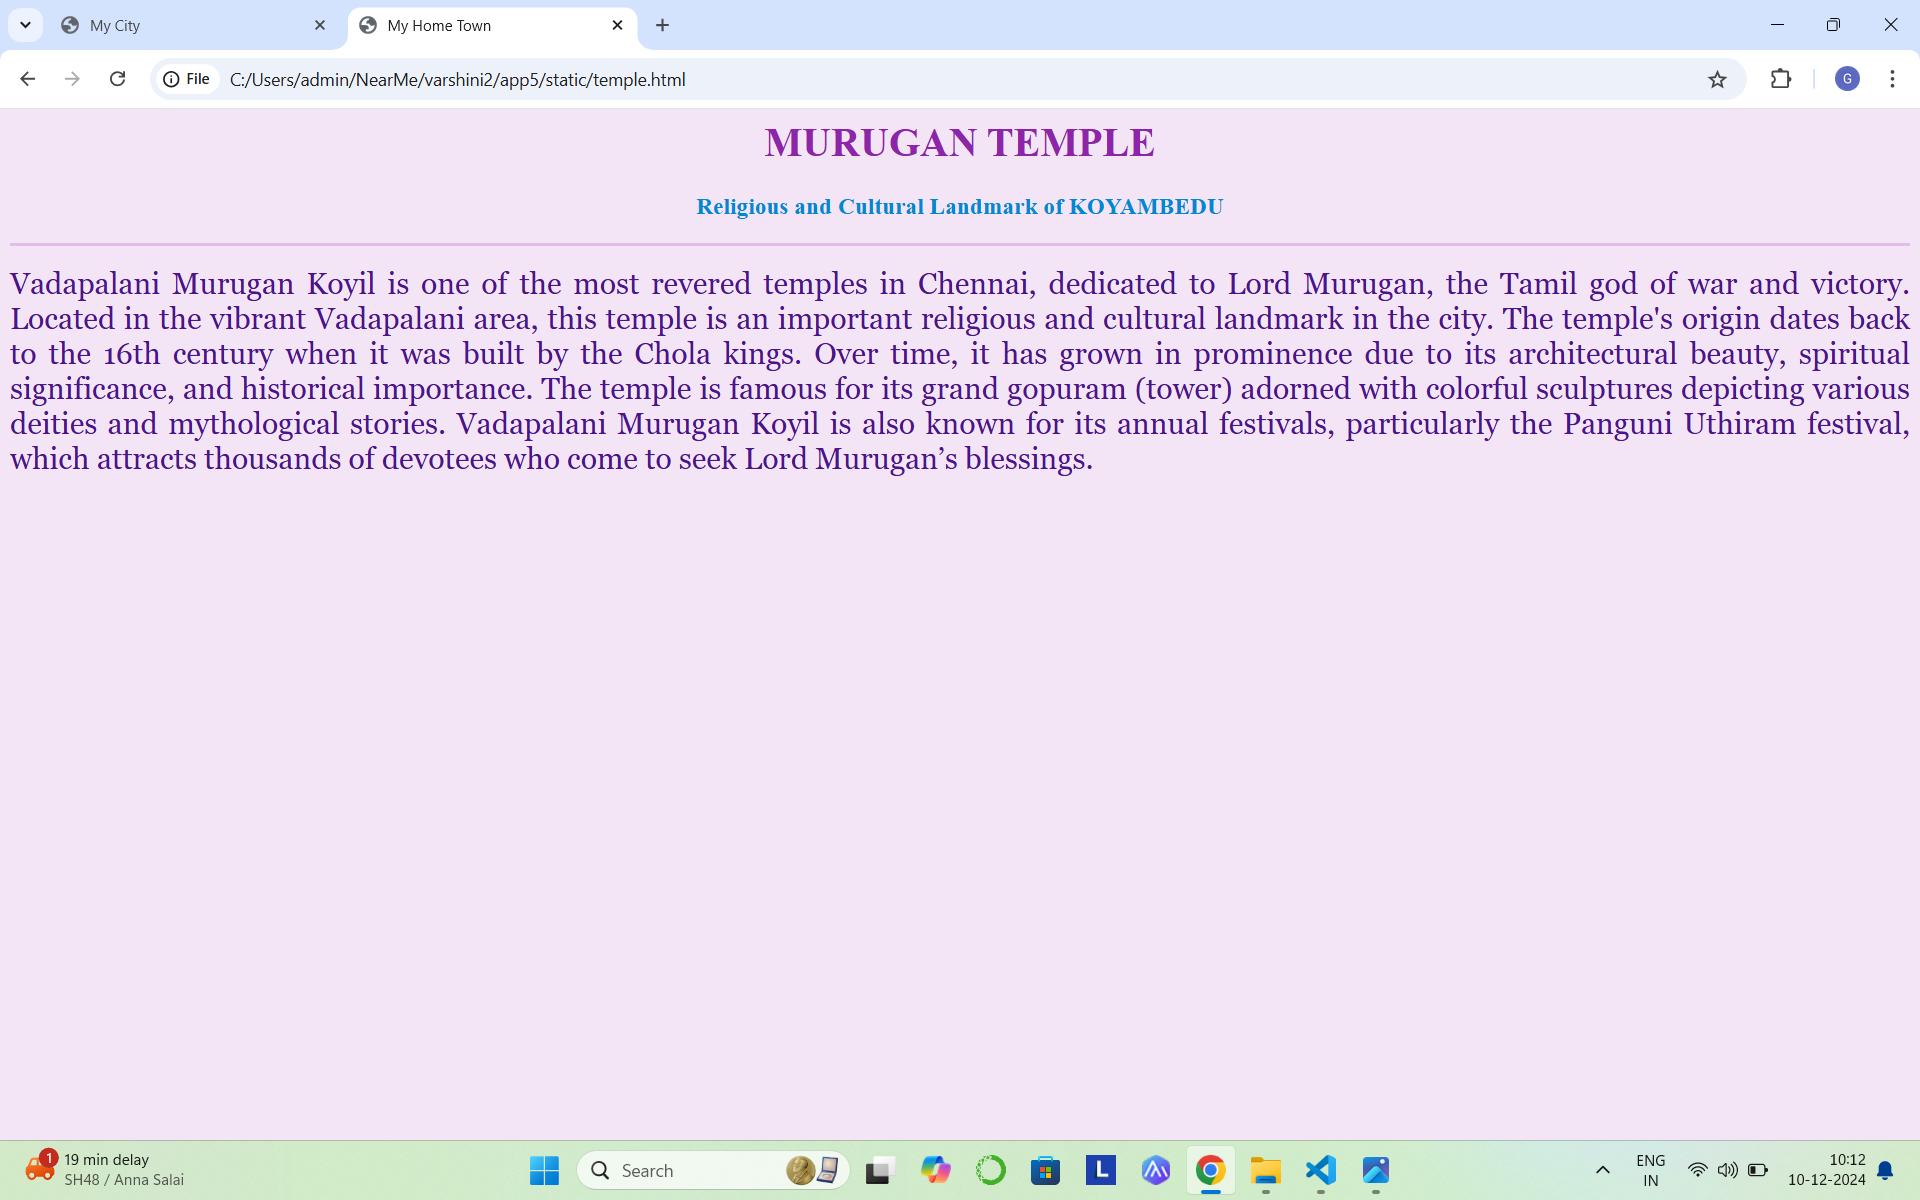 My City
My Home Town
File
C:/Users/admin/NearMe/varshini2/app5/static/temple.html
G
MURUGAN TEMPLE
Religious and Cultural Landmark of KOYAMBEDU
Vadapalani Murugan Koyil is one of the most revered temples in Chennai, dedicated to Lord Murugan, the Tamil god of war and victory.
Located in the vibrant Vadapalani area, this temple is an important religious and cultural landmark in the city. The temple's origin dates back
to the 16th century when it was built by the Chola kings. Over time, it has grown in prominence due to its architectural beauty, spiritual
significance, and historical importance. The temple is famous for its grand gopuram (tower) adorned with colorful sculptures depicting various
deities and mythological stories. Vadapalani Murugan Koyil is also known for its annual festivals, particularly the Panguni Uthiram festival,
which attracts thousands of devotees who come to seek Lord Murugan’s blessings.
1
19 min delay
SH48 / Anna Salai
Search
L
ENG
IN
10:12
10-12-2024